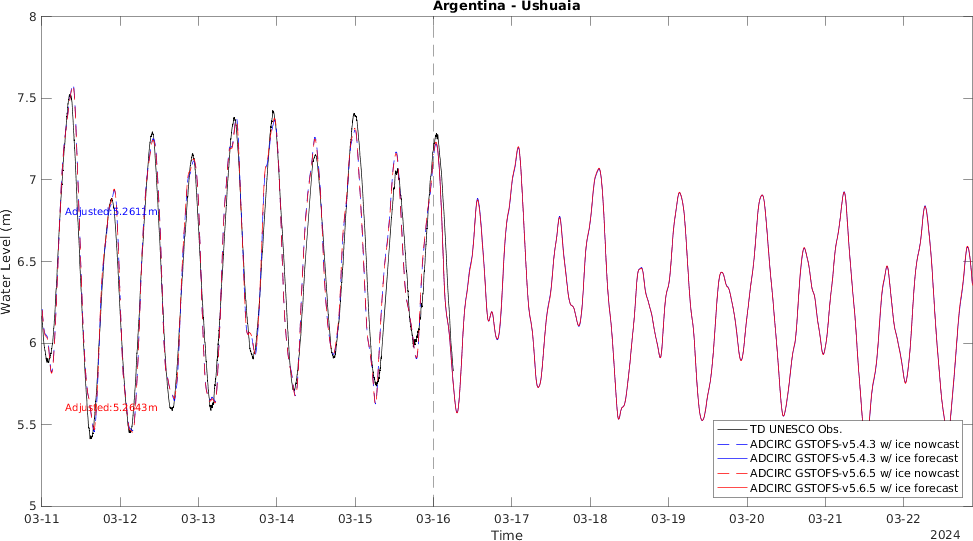 Argentina - Ushuaia
8
7.5
7
6.5
6
5.5
5
Water Level (m)
Adjusted:5.2611m
Adjusted:5.2643m
TD UNESCO Obs.
ADCIRC GSTOFS-v5.4.3 w/ ice nowcast
ADCIRC GSTOFS-v5.4.3 w/ ice forecast
ADCIRC GSTOFS-v5.6.5 w/ ice nowcast
ADCIRC GSTOFS-v5.6.5 w/ ice forecast
03-11 03-12 03-13 03-14 03-15 03-16 03-17 03-18 03-19 03-20 03-21 03-22
Time
2024